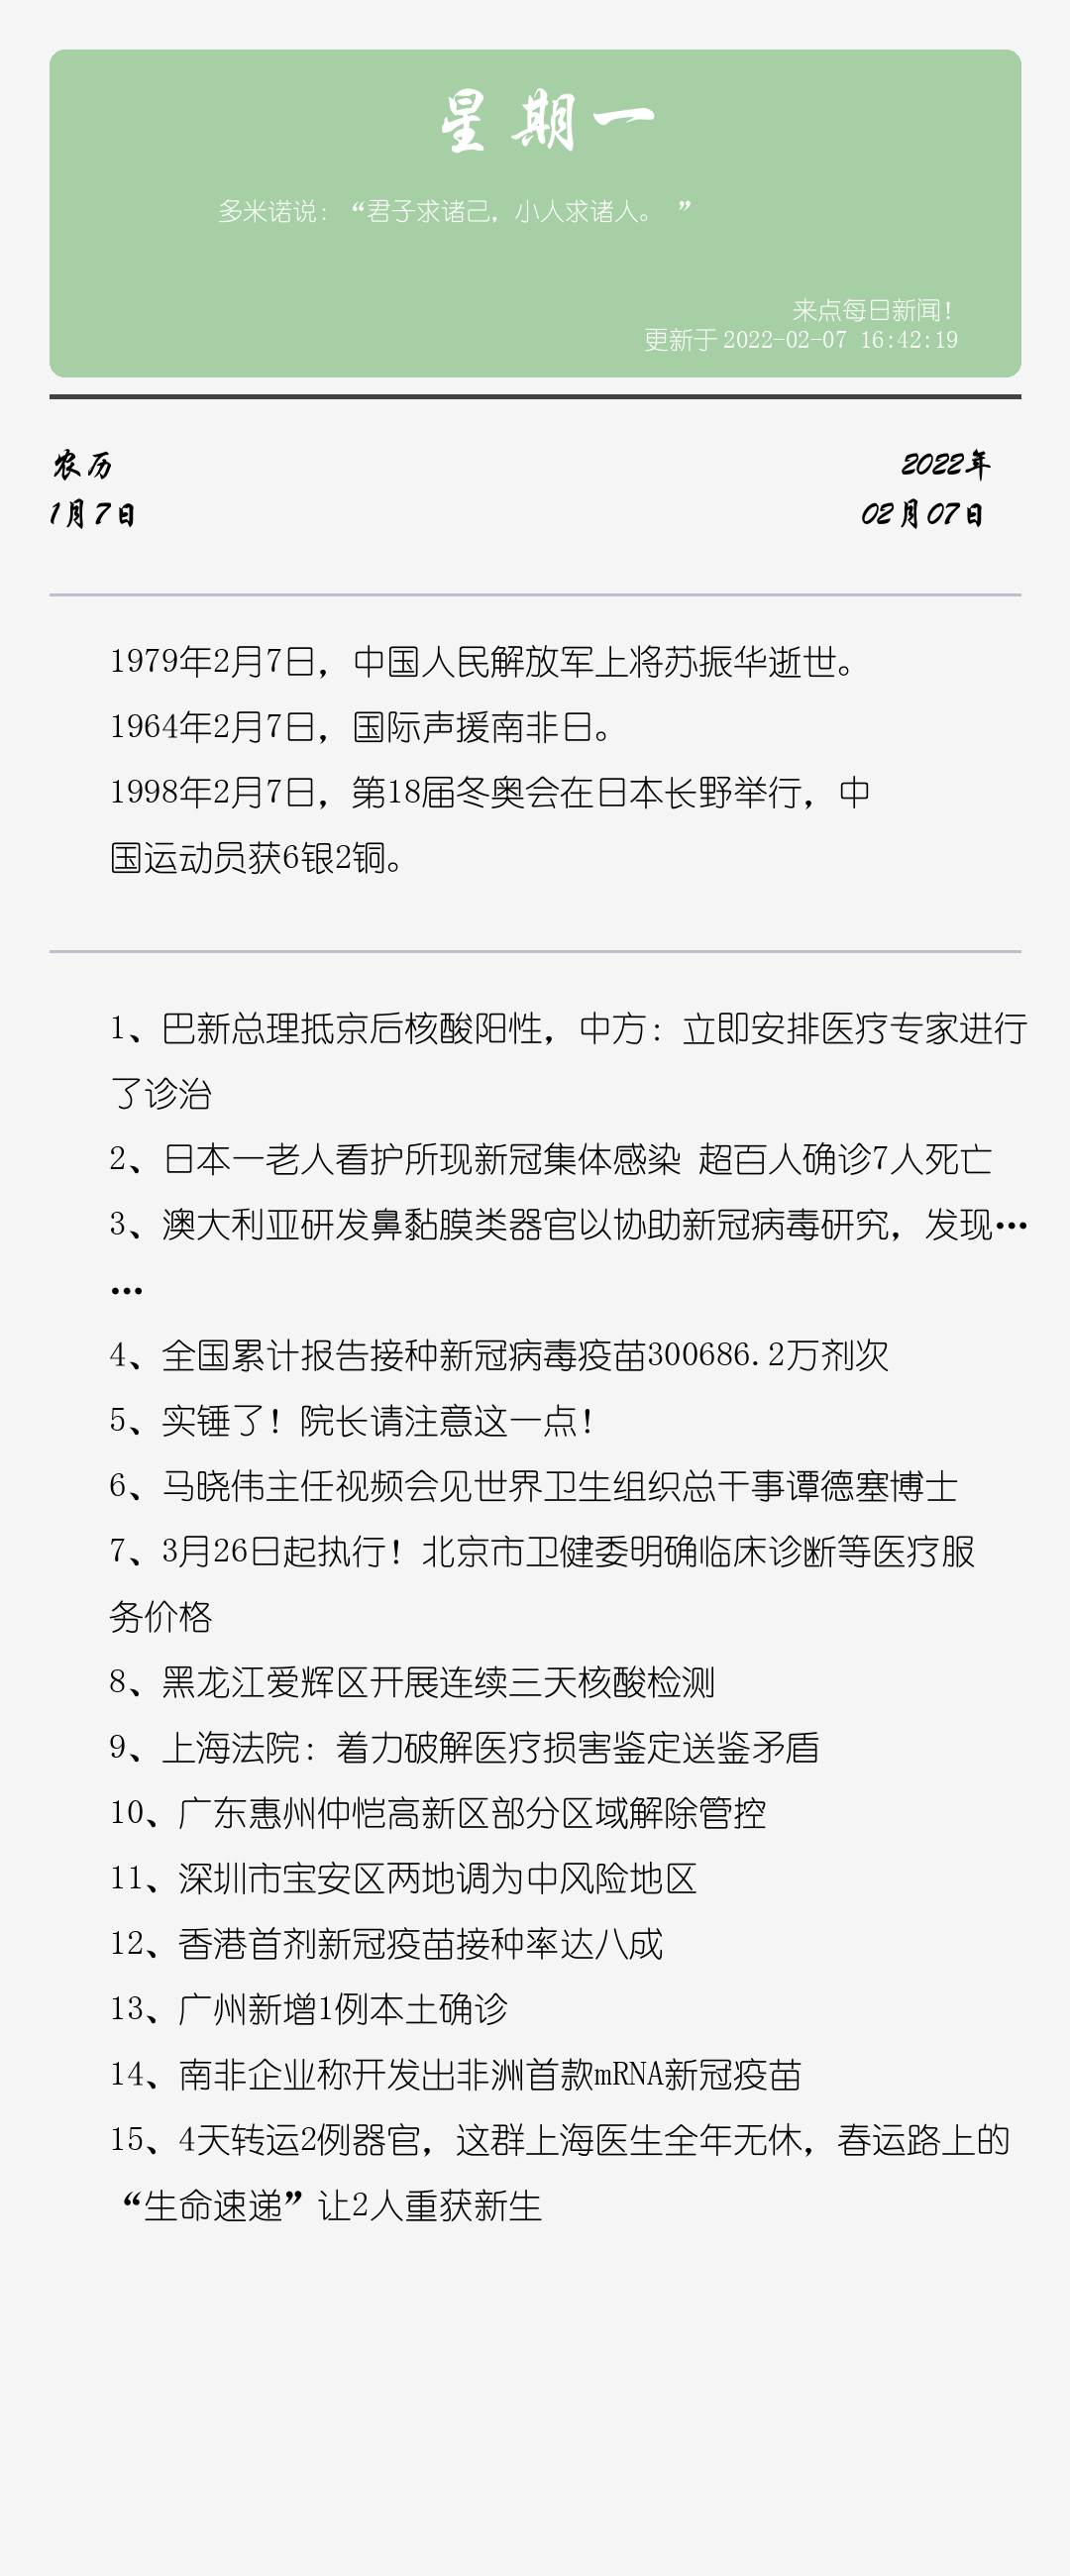 星期一
多米诺说：“君子求诸己，小人求诸人。 ”
来点每日新闻！
更新于 2022-02-07 16:42:19
农历
2022年
1月7日
02月07日
1979年2月7日，中国人民解放军上将苏振华逝世。
1964年2月7日，国际声援南非日。
1998年2月7日，第18届冬奥会在日本长野举行，中
国运动员获6银2铜。
1、巴新总理抵京后核酸阳性，中方：立即安排医疗专家进行
了诊治
2、日本一老人看护所现新冠集体感染 超百人确诊7人死亡
3、澳大利亚研发鼻黏膜类器官以协助新冠病毒研究，发现…
…
4、全国累计报告接种新冠病毒疫苗300686.2万剂次
5、实锤了！院长请注意这一点！
6、马晓伟主任视频会见世界卫生组织总干事谭德塞博士
7、3月26日起执行！北京市卫健委明确临床诊断等医疗服
务价格
8、黑龙江爱辉区开展连续三天核酸检测
9、上海法院：着力破解医疗损害鉴定送鉴矛盾
10、广东惠州仲恺高新区部分区域解除管控
11、深圳市宝安区两地调为中风险地区
12、香港首剂新冠疫苗接种率达八成
13、广州新增1例本土确诊
14、南非企业称开发出非洲首款mRNA新冠疫苗
15、4天转运2例器官，这群上海医生全年无休，春运路上的
“生命速递”让2人重获新生